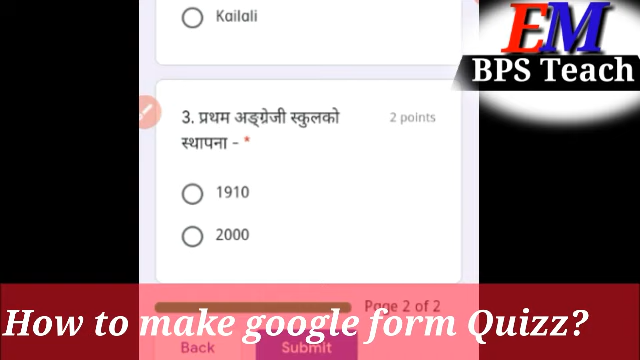 Kailali
EM
BPS Teach
3. प्रथम अङ्ग्रेजी स्कुलको
2 points
स्थापना - *
1910
2000
Page 2 of 2
How to make google form Quizz?
Back
Submit